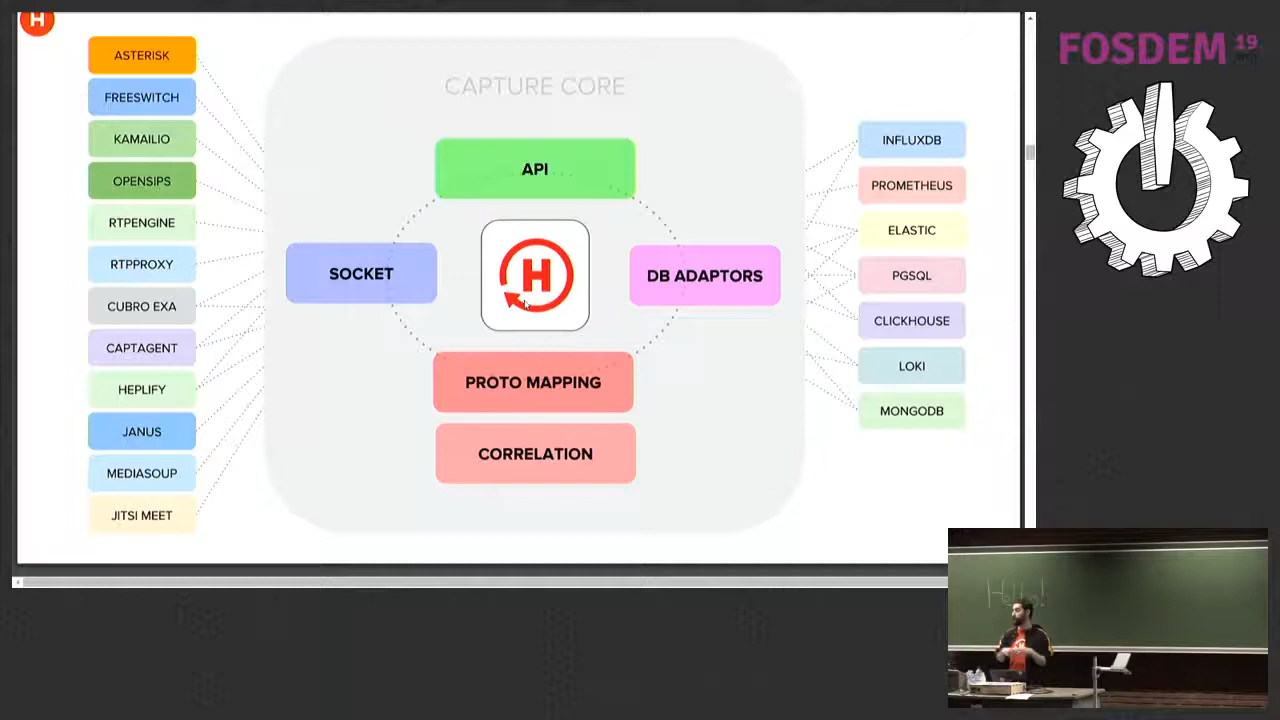 H
ASTERISK
FREESWITCH
KAMAILIO
OPENSIPS
RTPENGINE
RTPPROXY
CUBRO EXA
CAPTAGENT
HEPLIFY
JANUS
MEDIASOUP
JITSI MEET
CAPTURE CORE
API
SOCKET
H
DB ADAPTORS
PROTO MAPPING
CORRELATION
INFLUXDB
PROMETHEUS
ELASTIC
PGSQL
CLICKHOUSE
LOKI
MONGODB
FOSDEM 19
.org